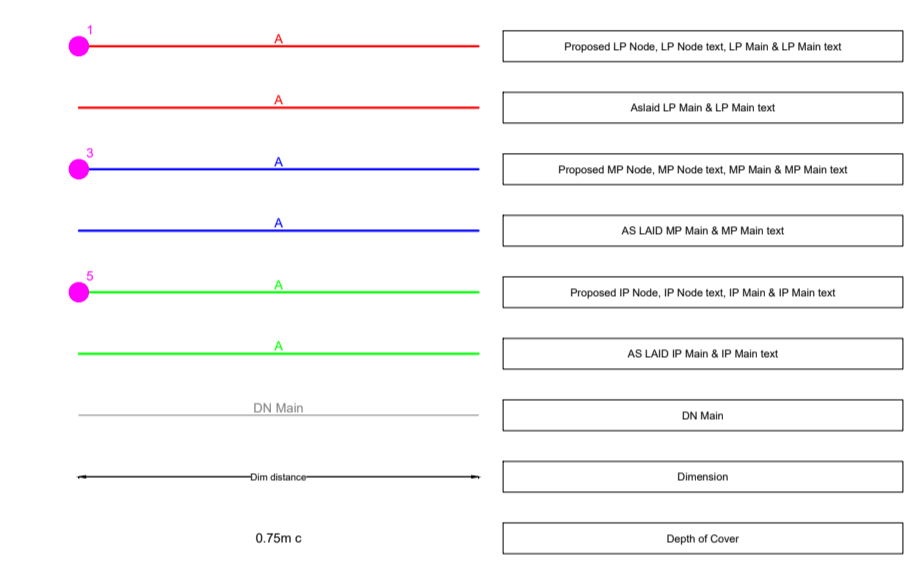 1
A
Proposed LP Node, LP Node text, LP Main & LP Main text
A
Aslaid LP Main & LP Main text
3
A
Proposed MP Node, MP Node text, MP Main & MP Main text
A
AS LAID MP Main & MP Main text
5
A
Proposed IP Node, IP Node text, IP Main & IP Main text
A
AS LAID IP Main & IP Main text
DN Main
DN Main
Dim distance
Dimension
0.75m c
Depth of Cover